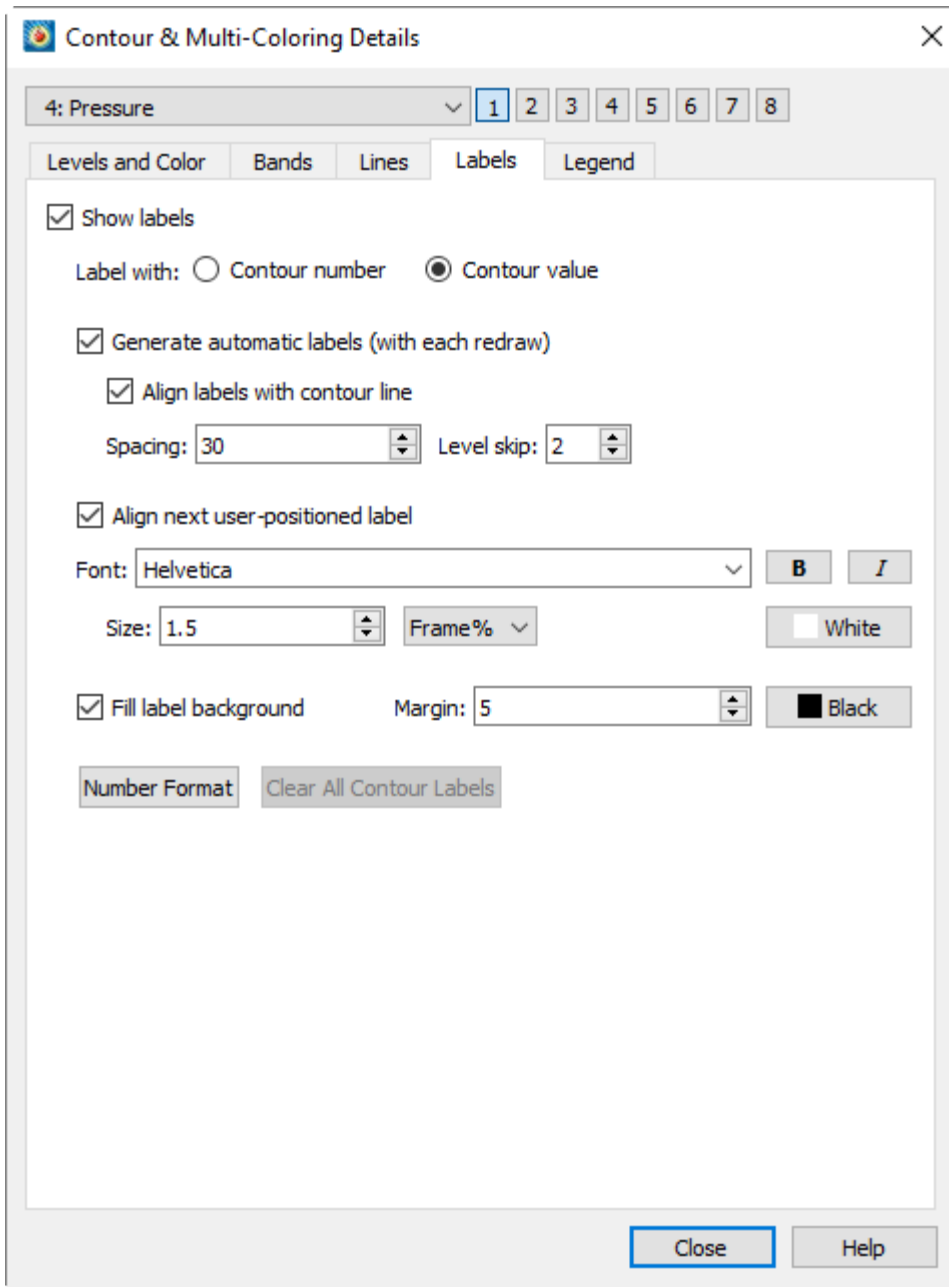 Contour & Multi-Coloring Details
4: Pressure 1 2 3 4 5 6 7 8
Levels and Color Bands Lines Labels Legend
Show labels
Label with: Contour number Contour value
Generate automatic labels (with each redraw)
Align labels with contour line
Spacing: 30 Level skip: 2
Align next user-positioned label
Font: Helvetica B I
Size: 1.5 Frame% White
Fill label background Margin: 5 Black
Number Format Clear All Contour Labels
Close Help